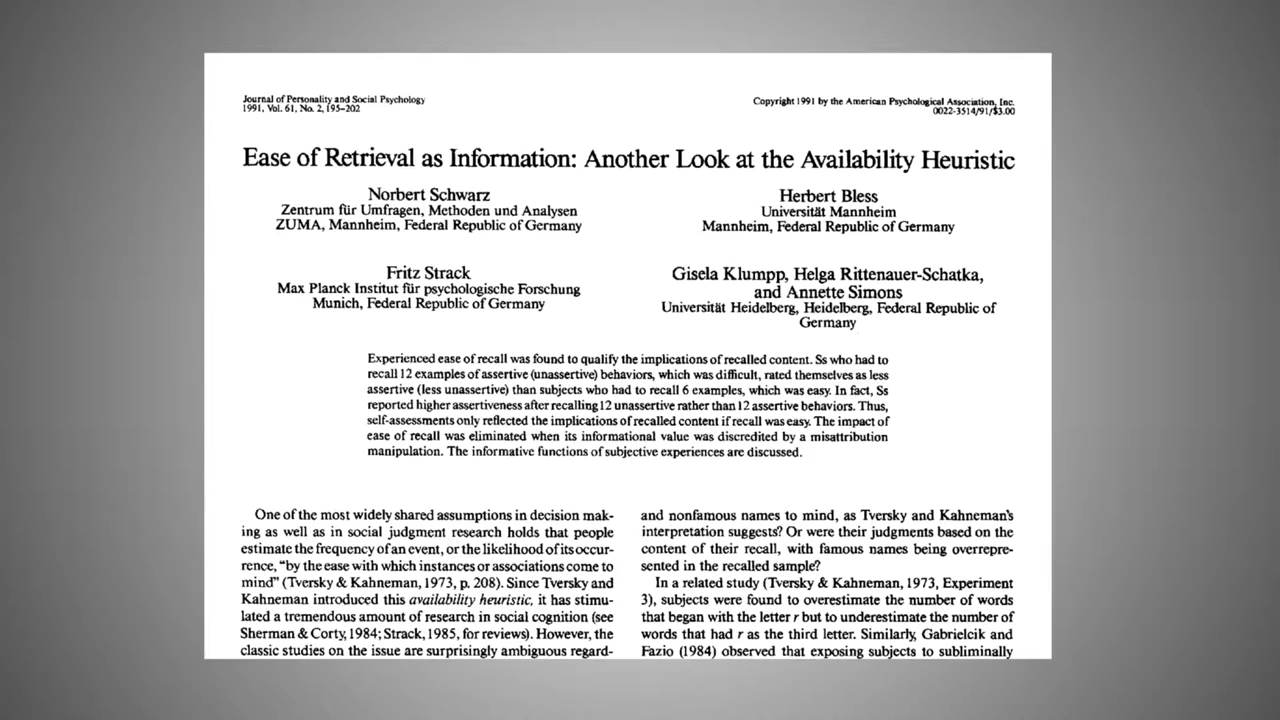 Journal of Personality and Social Psychology
1991, Vol. 61, No. 2, 195-202
Copyright 1991 by the American Psychological Association, Inc.
0022-3514/91/$3.00
Ease of Retrieval as Information: Another Look at the Availability Heuristic
Norbert Schwarz
Zentrum für Umfragen, Methoden und Analysen
ZUMA, Mannheim, Federal Republic of Germany
Herbert Bless
Universität Mannheim
Mannheim, Federal Republic of Germany
Fritz Strack
Max Planck Institut für psychologische Forschung
Munich, Federal Republic of Germany
Gisela Klumpp, Helga Rittenauer-Schatka,
and Annette Simons
Universität Heidelberg, Heidelberg, Federal Republic of
Germany
Experienced ease of recall was found to qualify the implications of recalled content. Ss who had to
recall 12 examples of assertive (unassertive) behaviors, which was difficult, rated themselves as less
assertive (less unassertive) than subjects who had to recall 6 examples, which was easy. In fact, Ss
reported higher assertiveness after recalling 12 unassertive rather than 12 assertive behaviors. Thus,
self-assessments only reflected the implications of recalled content if recall was easy. The impact of
ease of recall was eliminated when its informational value was discredited by a misattribution
manipulation. The informative functions of subjective experiences are discussed.
One of the most widely shared assumptions in decision mak-
ing as well as in social judgment research holds that people
estimate the frequency of an event, or the likelihood of its occur-
rence, “by the ease with which instances or associations come to
mind” (Tversky & Kahneman, 1973, p. 208). Since Tversky and
Kahneman introduced this availability heuristic, it has stimu-
lated a tremendous amount of research in social cognition (see
Sherman & Corty, 1984; Strack, 1985, for reviews). However, the
classic studies on the issue are surprisingly ambiguous regard-
and nonfamous names to mind, as Tversky and Kahneman's
interpretation suggests? Or were their judgments based on the
content of their recall, with famous names being overrepre-
sented in the recalled sample?
In a related study (Tversky & Kahneman, 1973, Experiment
3), subjects were found to overestimate the number of words
that began with the letter r but to underestimate the number of
words that had r as the third letter. Similarly, Gabrielcik and
Fazio (1984) observed that exposing subjects to subliminally